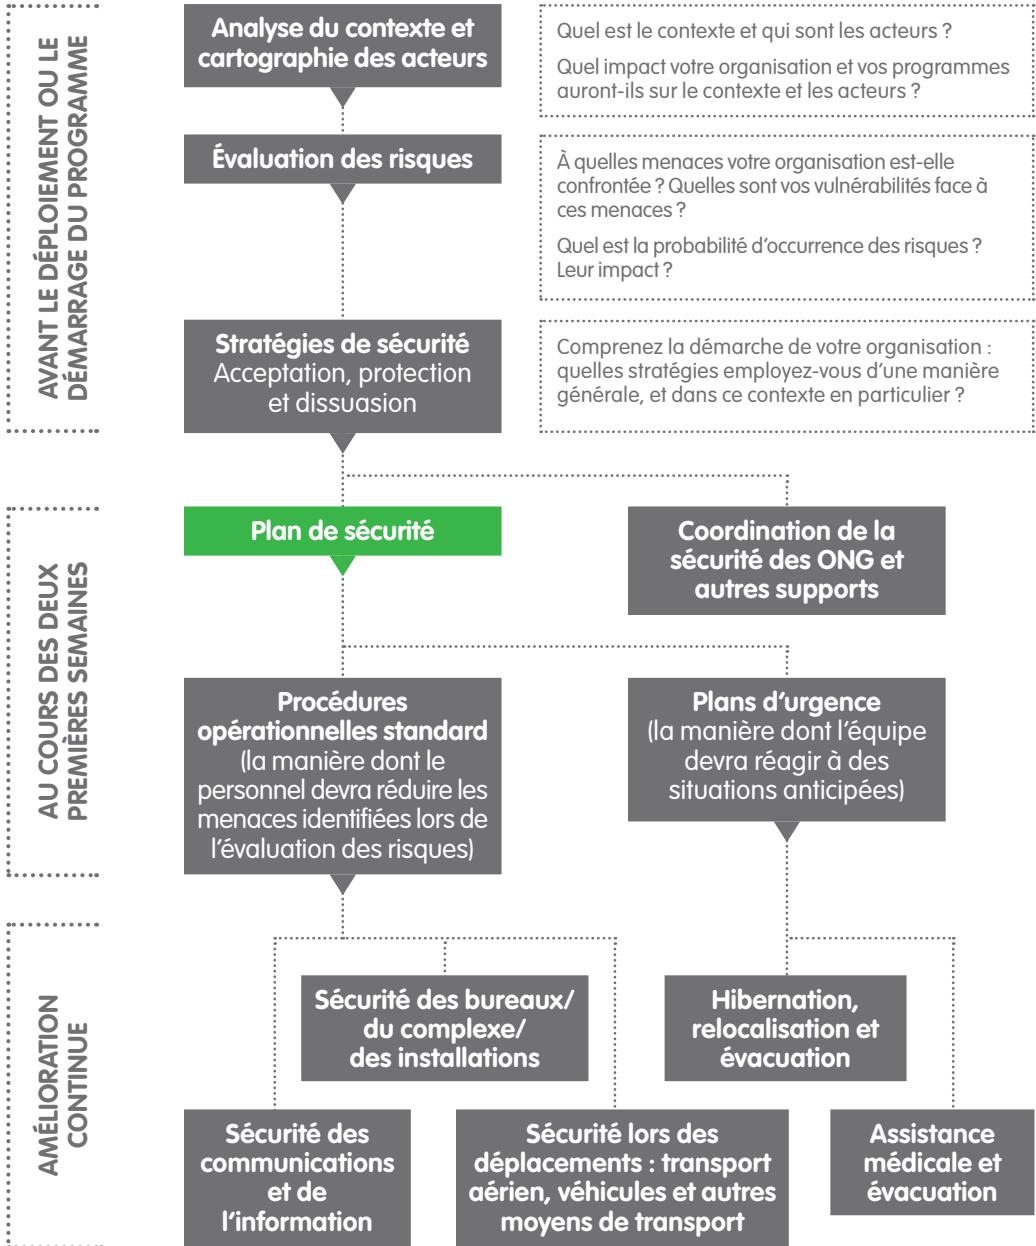 AVANT LE DÉPLOIEMENT OU LE
DÉMARRAGE DU PROGRAMME
Analyse du contexte et
cartographie des acteurs
Quel est le contexte et qui sont les acteurs ?
Quel impact votre organisation et vos programmes
auront-ils sur le contexte et les acteurs ?
Évaluation des risques
À quelles menaces votre organisation est-elle
confrontée ? Quelles sont vos vulnérabilités face à
ces menaces ?
Quel est la probabilité d'occurrence des risques ?
Leur impact ?
Stratégies de sécurité
Acceptation, protection
et dissuasion
Comprenez la démarche de votre organisation :
quelles stratégies employez-vous d'une manière
générale, et dans ce contexte en particulier ?
AU COURS DES DEUX
PREMIÈRES SEMAINES
Plan de sécurité
Coordination de la
sécurité des ONG et
autres supports
Procédures
opérationnelles standard
(la manière dont le
personnel devra réduire les
menaces identifiées lors de
l'évaluation des risques)
Plans d'urgence
(la manière dont l'équipe
devra réagir à des
situations anticipées)
AMÉLIORATION
CONTINUE
Sécurité des bureaux/
du complexe/
des installations
Hibernation,
relocalisation et
évacuation
Sécurité des
communications
et de
l'information
Sécurité lors des
déplacements : transport
aérien, véhicules et autres
moyens de transport
Assistance
médicale et
évacuation